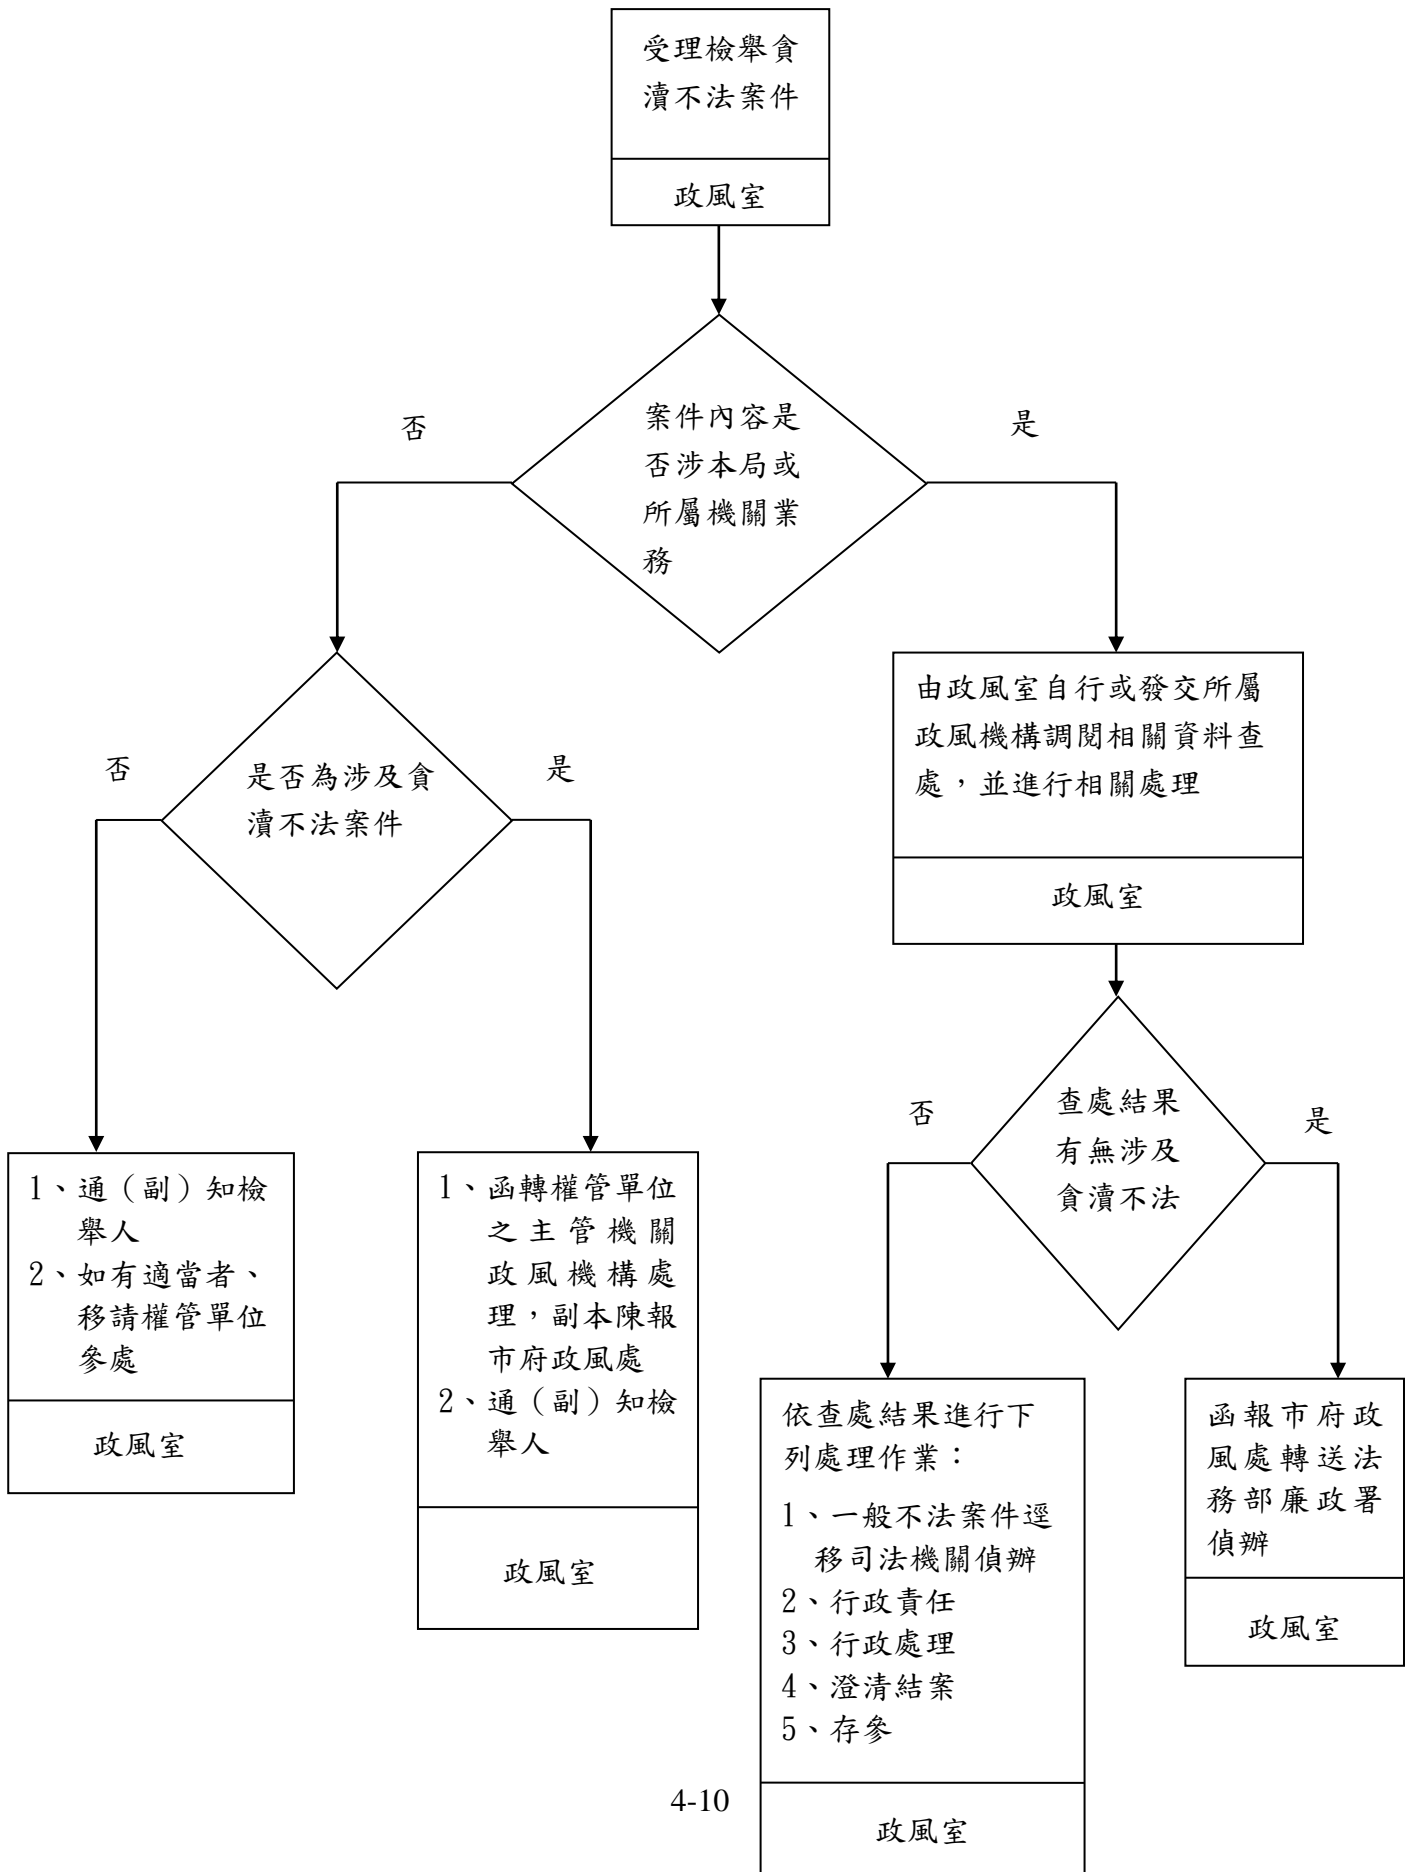 受理檢舉貪
瀆不法案件
政風室
案件內容是
否涉本局或
所屬機關業
務
否
是
是否為涉及貪
瀆不法案件
否
是
由政風室自行或發交所屬
政風機構調閱相關資料查
處，並進行相關處理
政風室
查處結果
有無涉及
貪瀆不法
否
是
1、通（副）知檢
舉人
2、如有適當者、
移請權管單位
參處
政風室
1、函轉權管單位
之主管機關
政風機構處
理，副本陳報
市府政風處
2、通（副）知檢
舉人
政風室
依查處結果進行下
列處理作業：
1、一般不法案件逕
移司法機關偵辦
2、行政責任
3、行政處理
4、澄清結案
5、存參
政風室
函報市府政
風處轉送法
務部廉政署
偵辦
政風室
4-10